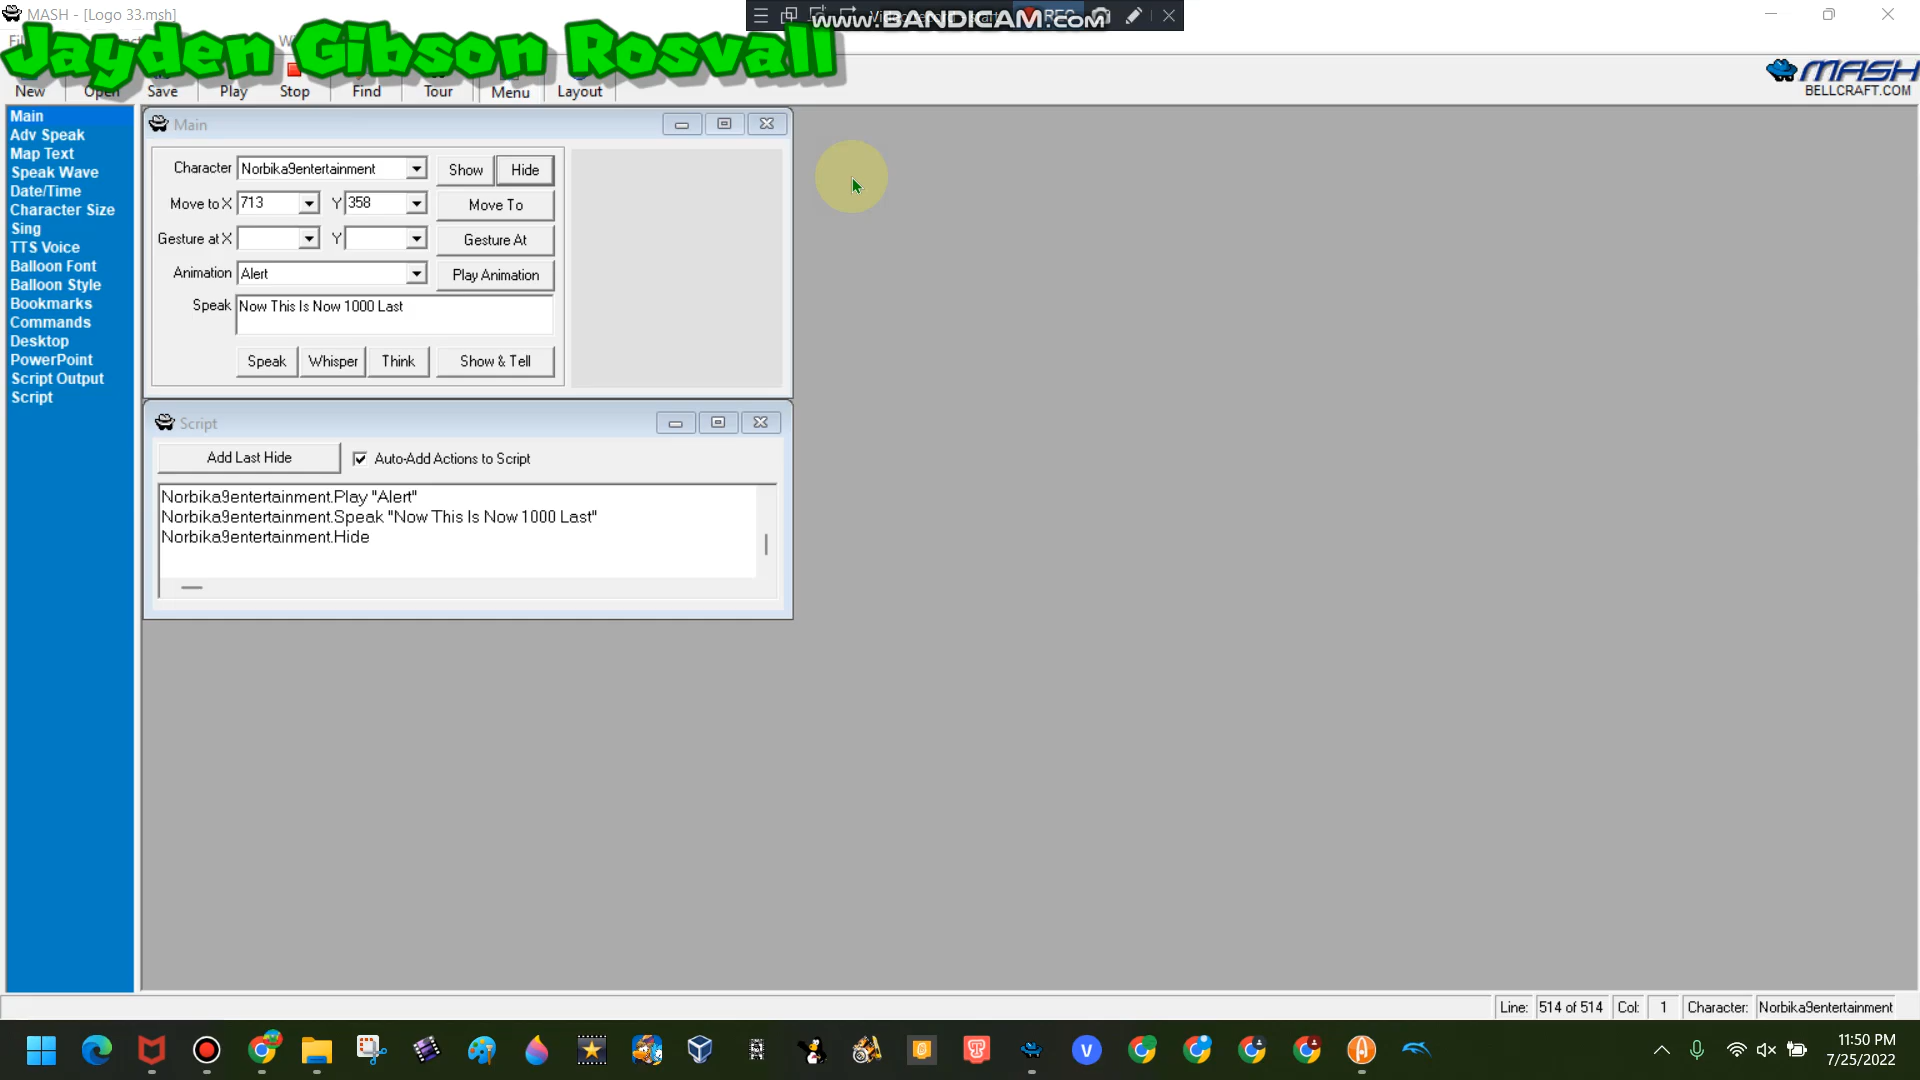 MASH - [Logo 33.msh]
www.BANDICAM.com
REC
Jayden Gibson Rosvall
New
Open
Save
Play
Stop
Find
Tour
Menu
Layout
MASH
BELLCRAFT.COM
Main
Adv Speak
Map Text
Speak Wave
Date/Time
Character Size
Sing
TTS Voice
Balloon Font
Balloon Style
Bookmarks
Commands
Desktop
PowerPoint
Script Output
Script
Main
Character Norbika9entertainment Show Hide
Move to X 713 Y 358 Move To
Gesture at X Y Gesture At
Animation Alert Play Animation
Speak Now This Is Now 1000 Last
Speak Whisper Think Show & Tell
Script
Add Last Hide Auto-Add Actions to Script
Norbika9entertainment.Play "Alert"
Norbika9entertainment.Speak "Now This Is Now 1000 Last"
Norbika9entertainment.Hide
Line: 514 of 514 Col: 1 Character: Norbika9entertainment
11:50 PM
7/25/2022